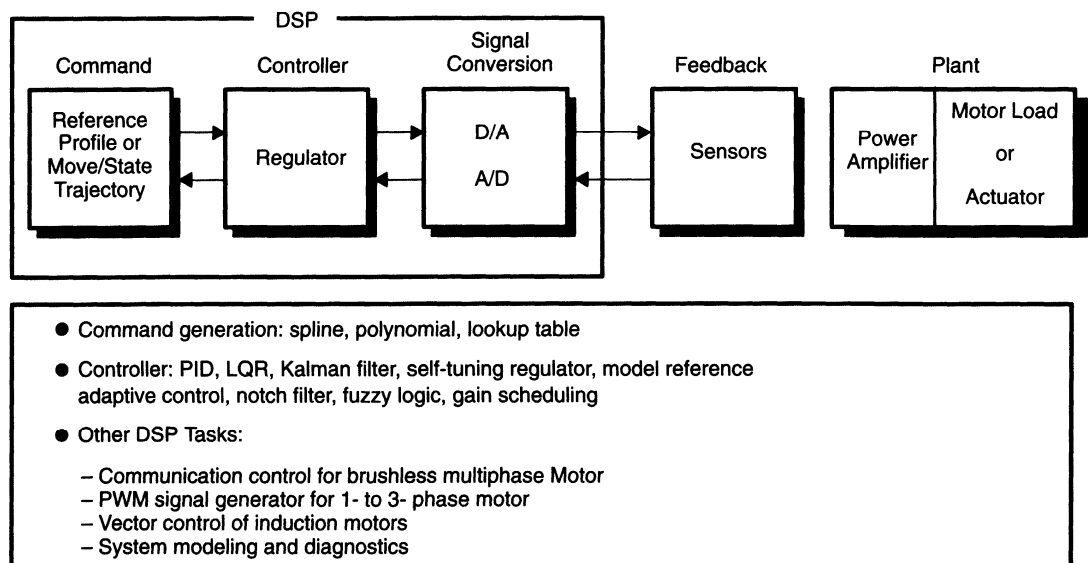 DSP
Command
Controller
Signal
Conversion
Feedback
Plant
Reference
Profile or
Move/State
Trajectory
Regulator
D/A
A/D
Sensors
Power
Amplifier
Motor Load
or
Actuator
● Command generation: spline, polynomial, lookup table
● Controller: PID, LQR, Kalman filter, self-tuning regulator, model reference
adaptive control, notch filter, fuzzy logic, gain scheduling
● Other DSP Tasks:
– Communication control for brushless multiphase Motor
– PWM signal generator for 1- to 3- phase motor
– Vector control of induction motors
– System modeling and diagnostics